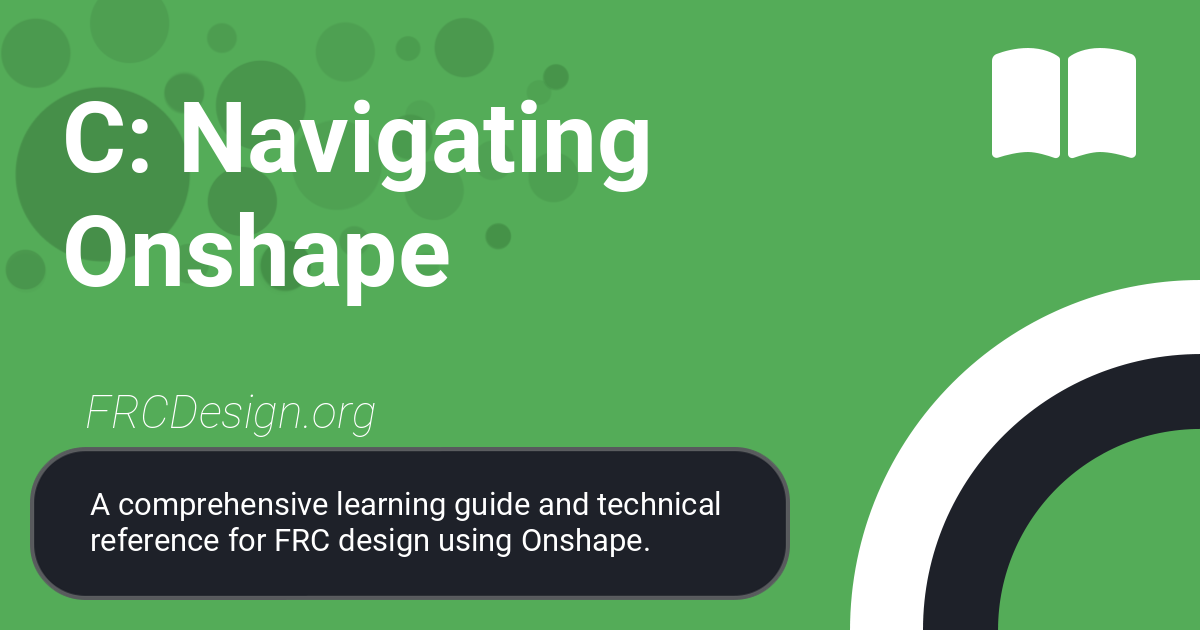 C: Navigating
Onshape
FRCDesign.org
A comprehensive learning guide and technical
reference for FRC design using Onshape.